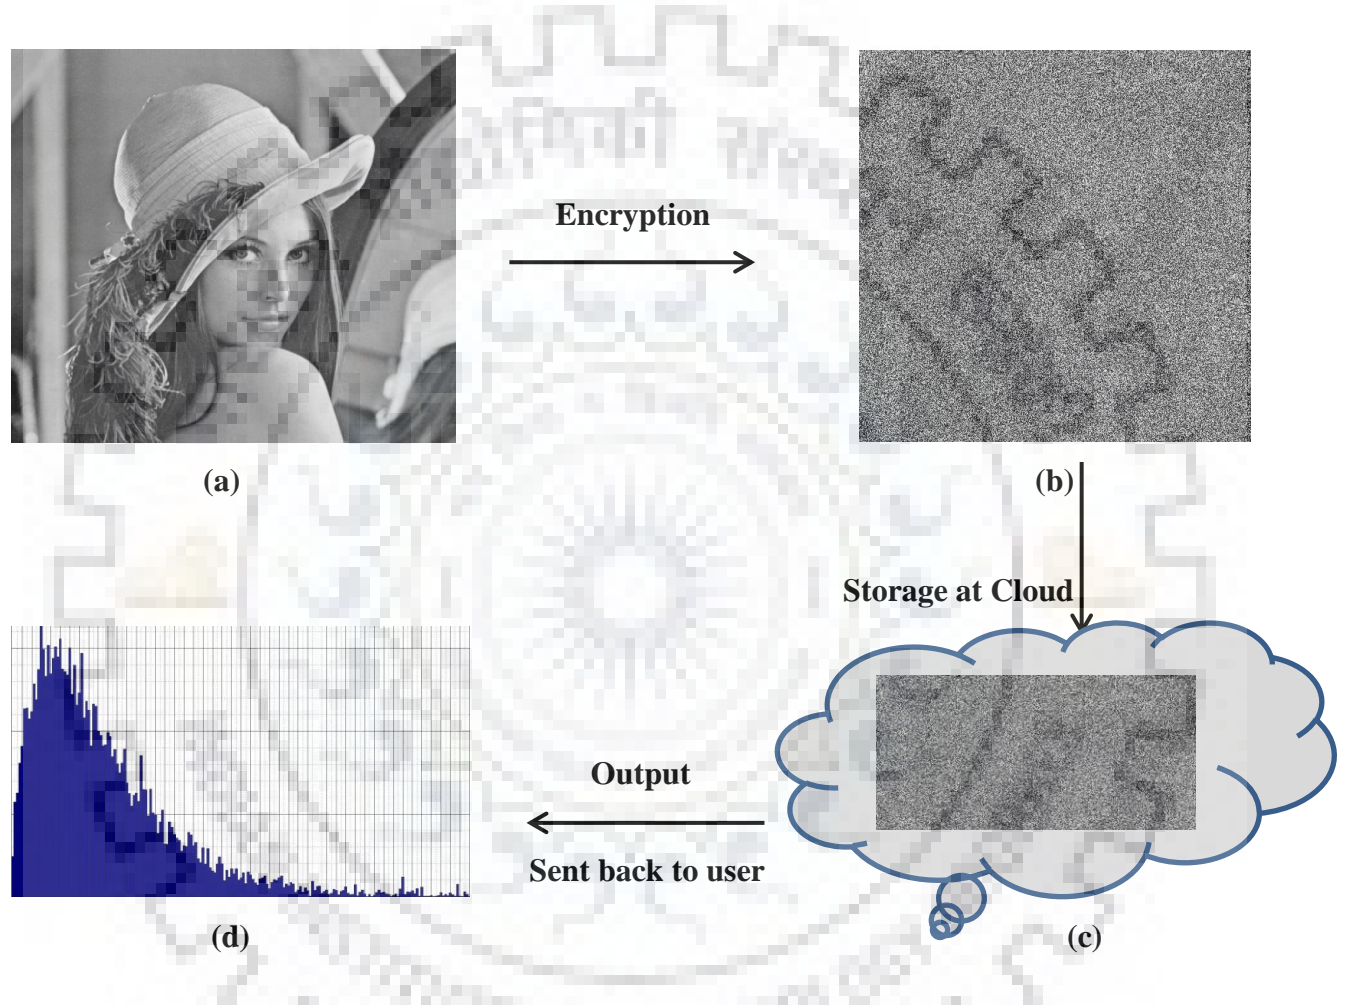 Encryption
(a)
(b)
Storage at Cloud
Output
Sent back to user
(d)
(c)